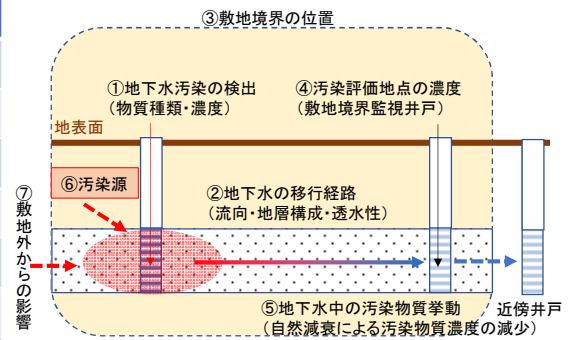 ③敷地境界の位置
①地下水汚染の検出
(物質種類・濃度)
④汚染評価地点の濃度
(敷地境界監視井戸)
地表面
⑥汚染源
②地下水の移行経路
(流向・地層構成・透水性)
⑦敷地外からの影響
⑤地下水中の汚染物質挙動
(自然減衰による汚染物質濃度の減少)
近傍井戸